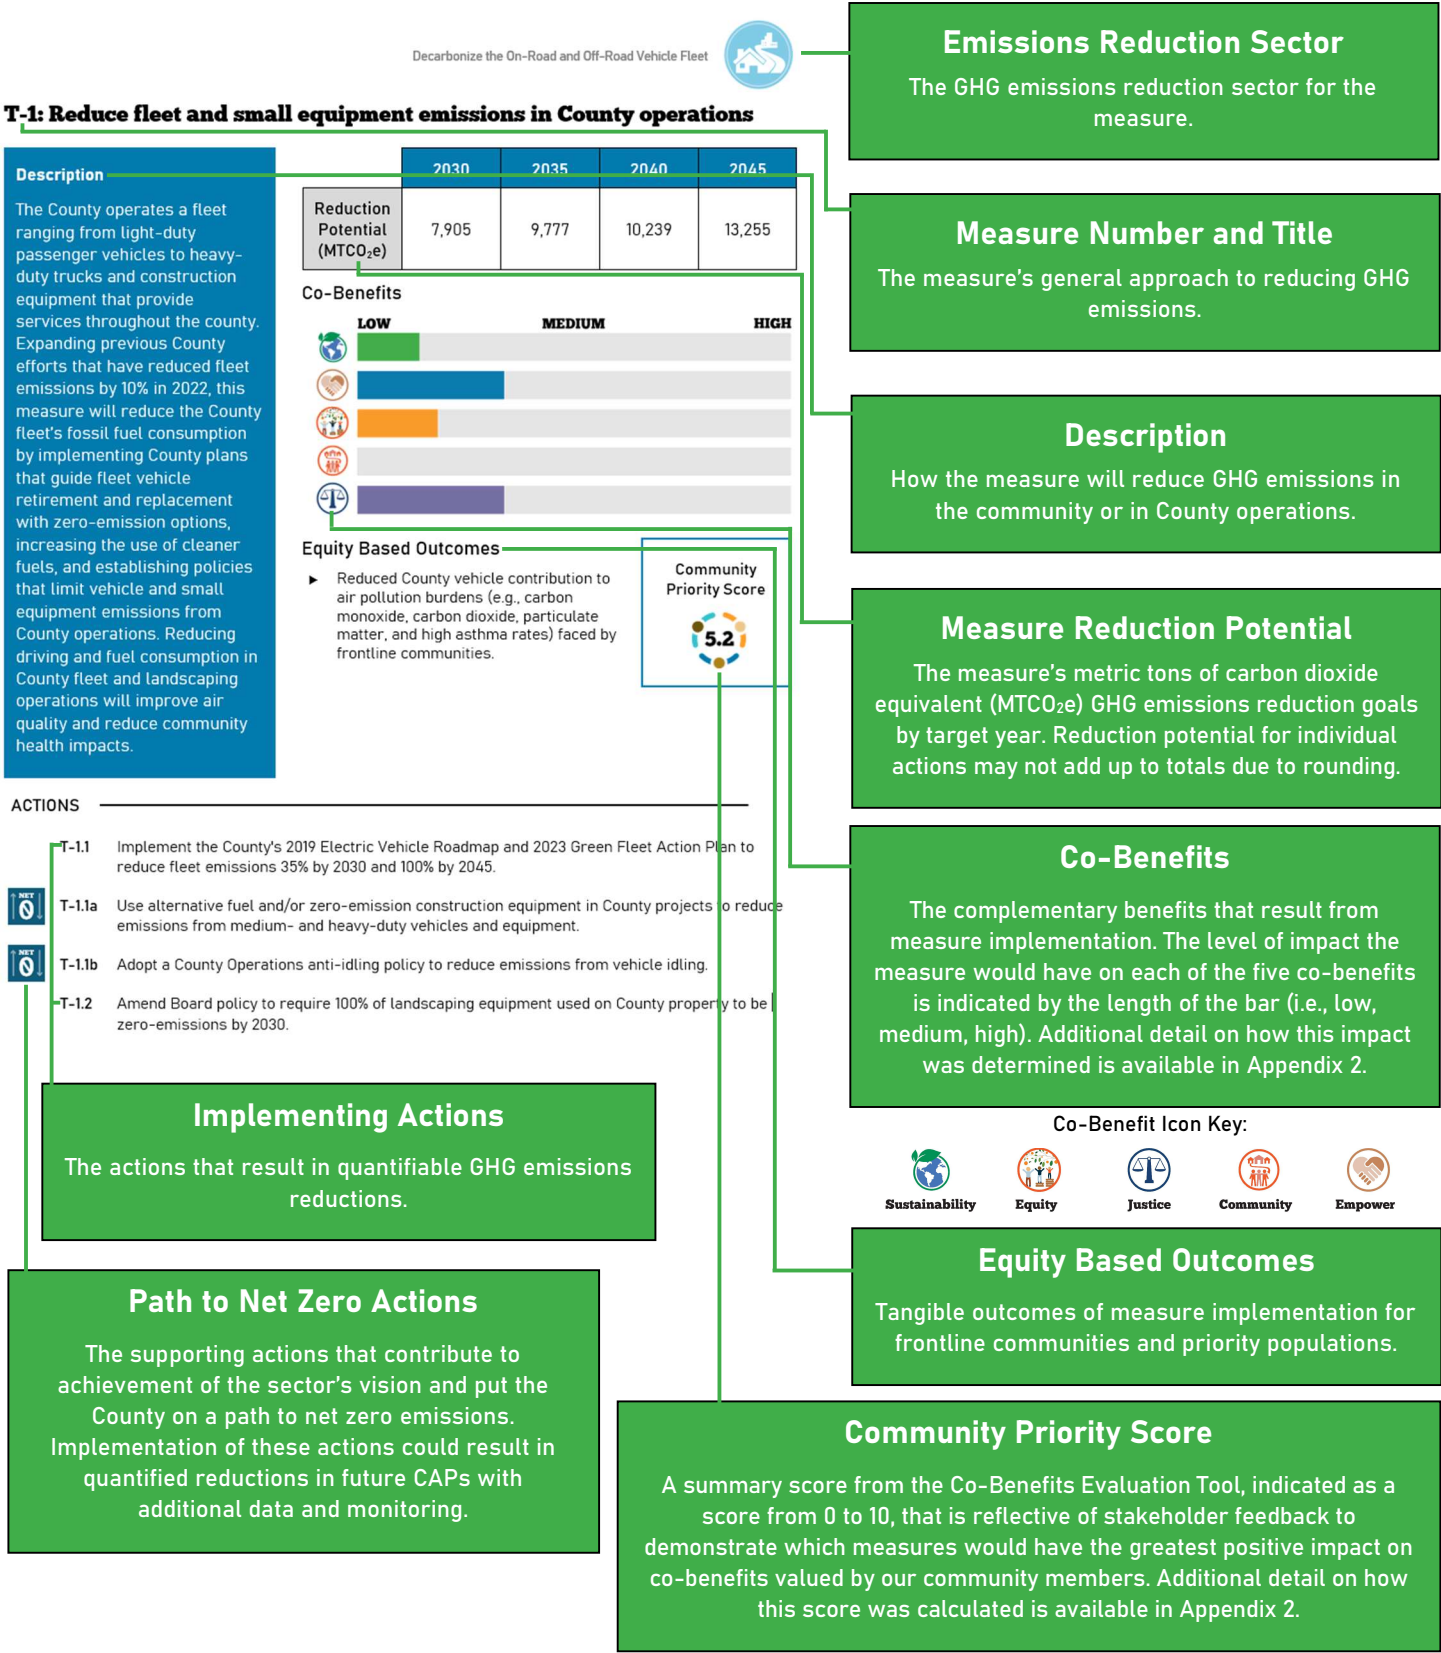 Decarbonize the On-Road and Off-Road Vehicle Fleet
T-1: Reduce fleet and small equipment emissions in County operations
Description
The County operates a fleet
ranging from light-duty
passenger vehicles to heavy-
duty trucks and construction
equipment that provide
services throughout the county.
Expanding previous County
efforts that have reduced fleet
emissions by 10% in 2022, this
measure will reduce the County
fleet's fossil fuel consumption
by implementing County plans
that guide fleet vehicle
retirement and replacement
with zero-emission options,
increasing the use of cleaner
fuels, and establishing policies
that limit vehicle and small
equipment emissions from
County operations. Reducing
driving and fuel consumption in
County fleet and landscaping
operations will improve air
quality and reduce community
health impacts.
2030 2035 2040 2045
Reduction
Potential
(MTCO₂e)
7,905 9,777 10,239 13,255
Co-Benefits
LOW MEDIUM HIGH
Equity Based Outcomes
► Reduced County vehicle contribution to
air pollution burdens (e.g., carbon
monoxide, carbon dioxide, particulate
matter, and high asthma rates) faced by
frontline communities.
Community
Priority Score
5.2
ACTIONS
T-1.1 Implement the County's 2019 Electric Vehicle Roadmap and 2023 Green Fleet Action Plan to
reduce fleet emissions 35% by 2030 and 100% by 2045.
NET
0
T-1.1a Use alternative fuel and/or zero-emission construction equipment in County projects to reduce
emissions from medium- and heavy-duty vehicles and equipment.
NET
0
T-1.1b Adopt a County Operations anti-idling policy to reduce emissions from vehicle idling.
T-1.2 Amend Board policy to require 100% of landscaping equipment used on County property to be
zero-emissions by 2030.
Implementing Actions
The actions that result in quantifiable GHG emissions
reductions.
Path to Net Zero Actions
The supporting actions that contribute to
achievement of the sector's vision and put the
County on a path to net zero emissions.
Implementation of these actions could result in
quantified reductions in future CAPs with
additional data and monitoring.
Emissions Reduction Sector
The GHG emissions reduction sector for the
measure.
Measure Number and Title
The measure's general approach to reducing GHG
emissions.
Description
How the measure will reduce GHG emissions in
the community or in County operations.
Measure Reduction Potential
The measure's metric tons of carbon dioxide
equivalent (MTCO₂e) GHG emissions reduction goals
by target year. Reduction potential for individual
actions may not add up to totals due to rounding.
Co-Benefits
The complementary benefits that result from
measure implementation. The level of impact the
measure would have on each of the five co-benefits
is indicated by the length of the bar (i.e., low,
medium, high). Additional detail on how this impact
was determined is available in Appendix 2.
Co-Benefit Icon Key:
Sustainability Equity Justice Community Empower
Equity Based Outcomes
Tangible outcomes of measure implementation for
frontline communities and priority populations.
Community Priority Score
A summary score from the Co-Benefits Evaluation Tool, indicated as a
score from 0 to 10, that is reflective of stakeholder feedback to
demonstrate which measures would have the greatest positive impact on
co-benefits valued by our community members. Additional detail on how
this score was calculated is available in Appendix 2.